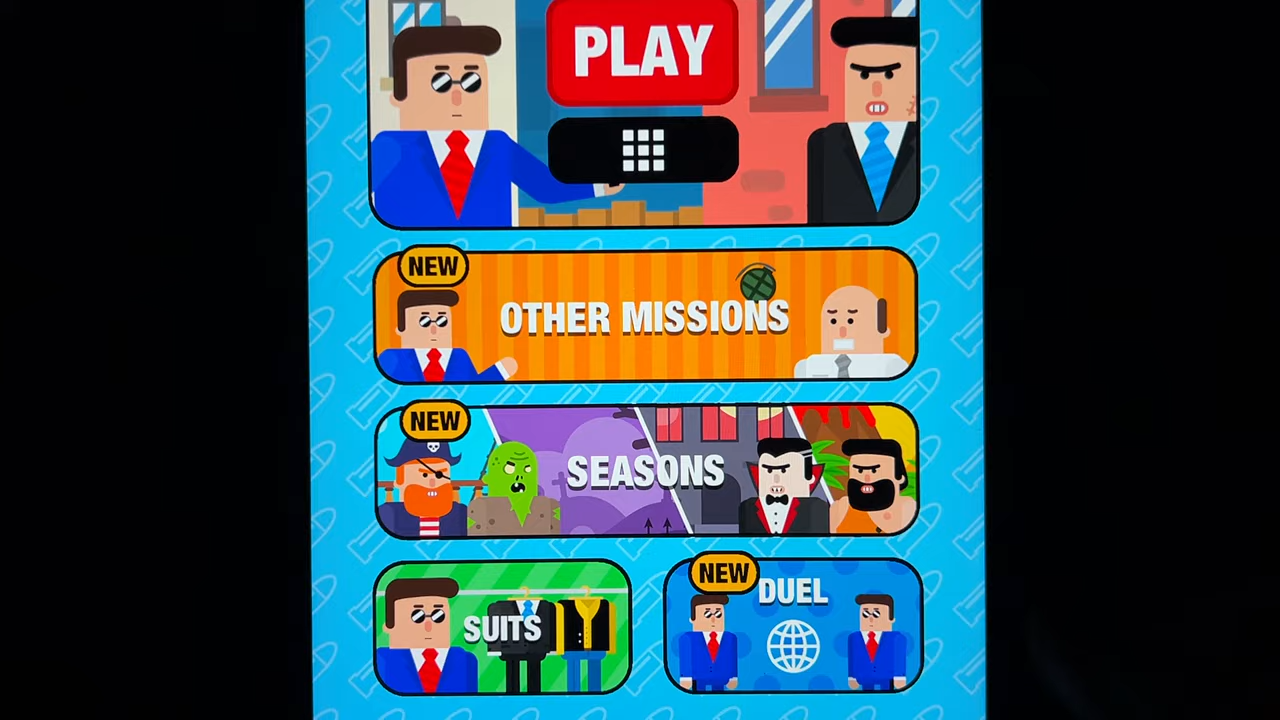 PLAY
NEW
OTHER MISSIONS
NEW
SEASONS
SUITS
NEW
DUEL